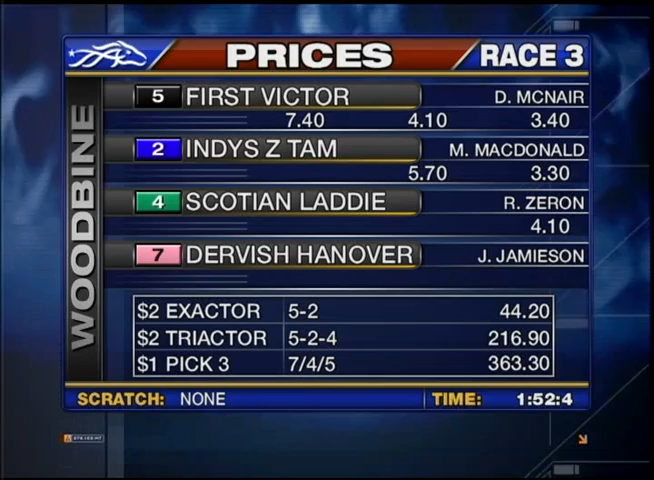 PRICES
RACE 3
WOODBINE
5 FIRST VICTOR D. MCNAIR
7.40 4.10 3.40
2 INDYS Z TAM M. MACDONALD
5.70 3.30
4 SCOTIAN LADDIE R. ZERON
4.10
7 DERVISH HANOVER J. JAMIESON
$2 EXACTOR 5-2 44.20
$2 TRIACTOR 5-2-4 216.90
$1 PICK 3 7/4/5 363.30
SCRATCH: NONE TIME: 1:52:4